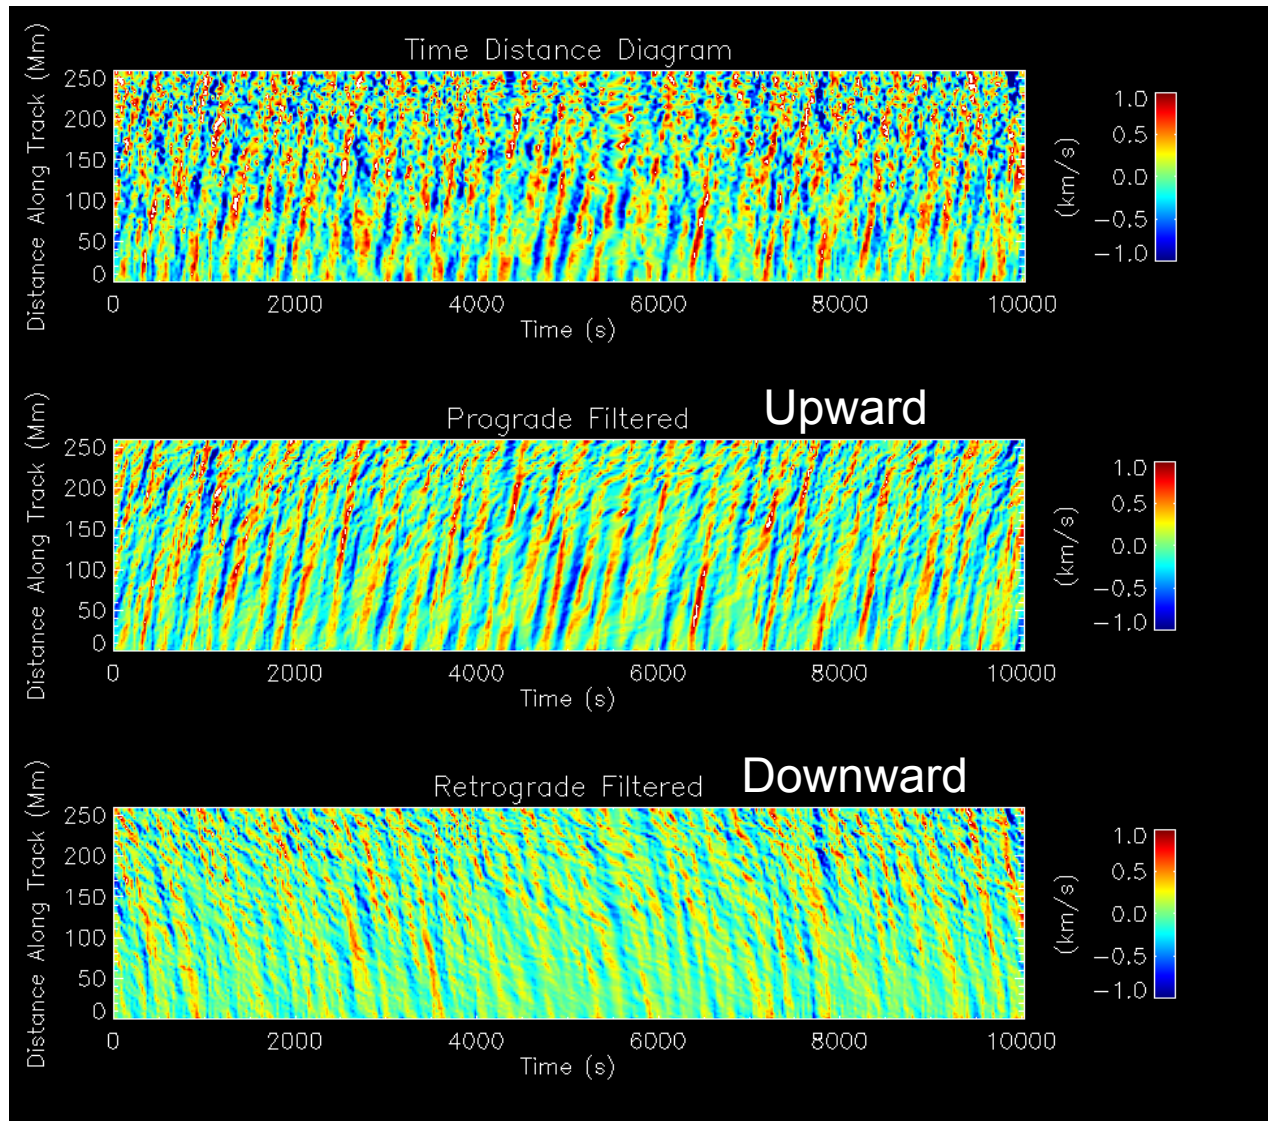 Time Distance Diagram
Distance Along Track (Mm)
250
200
150
100
50
0
0 2000 4000 6000 8000 10000
Time (s)
1.0
0.5
0.0
−0.5
−1.0
(km/s)
Prograde Filtered Upward
Distance Along Track (Mm)
250
200
150
100
50
0
0 2000 4000 6000 8000 10000
Time (s)
1.0
0.5
0.0
−0.5
−1.0
(km/s)
Retrograde Filtered Downward
Distance Along Track (Mm)
250
200
150
100
50
0
0 2000 4000 6000 8000 10000
Time (s)
1.0
0.5
0.0
−0.5
−1.0
(km/s)